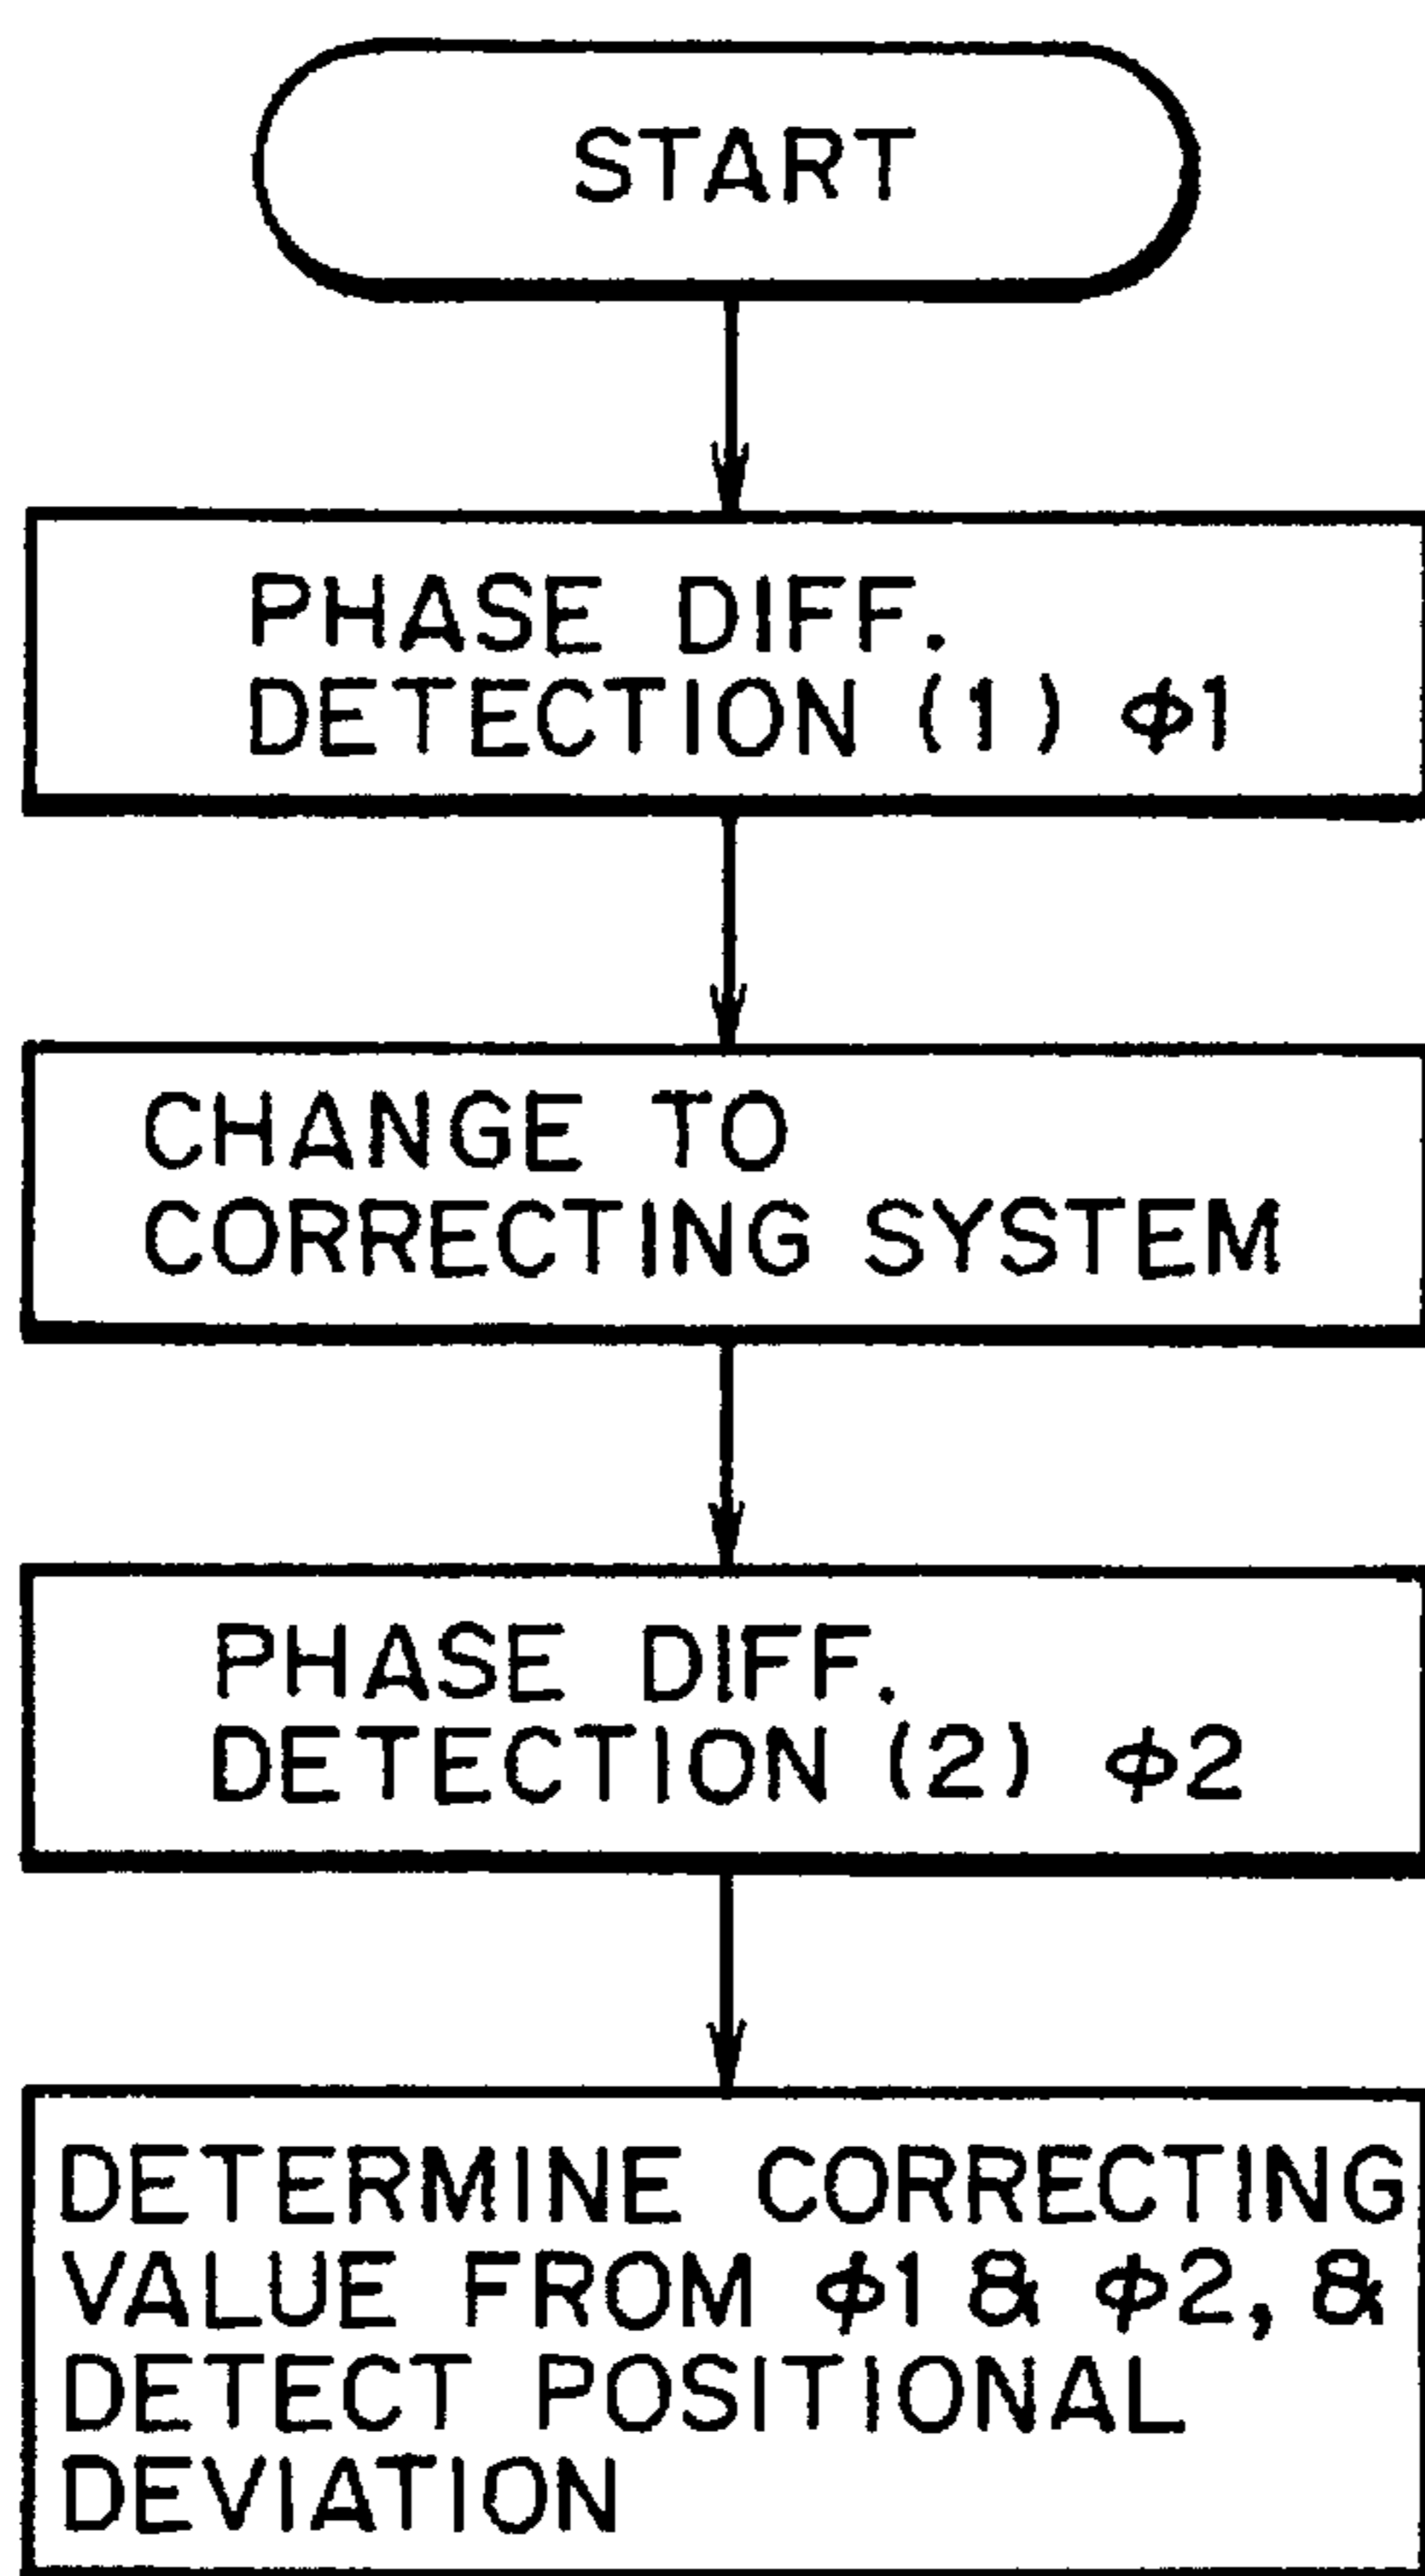 START
PHASE DIFF.
DETECTION (1) ϕ1
CHANGE TO
CORRECTING SYSTEM
PHASE DIFF.
DETECTION (2) ϕ2
DETERMINE CORRECTING
VALUE FROM ϕ1 & ϕ2, &
DETECT POSITIONAL
DEVIATION